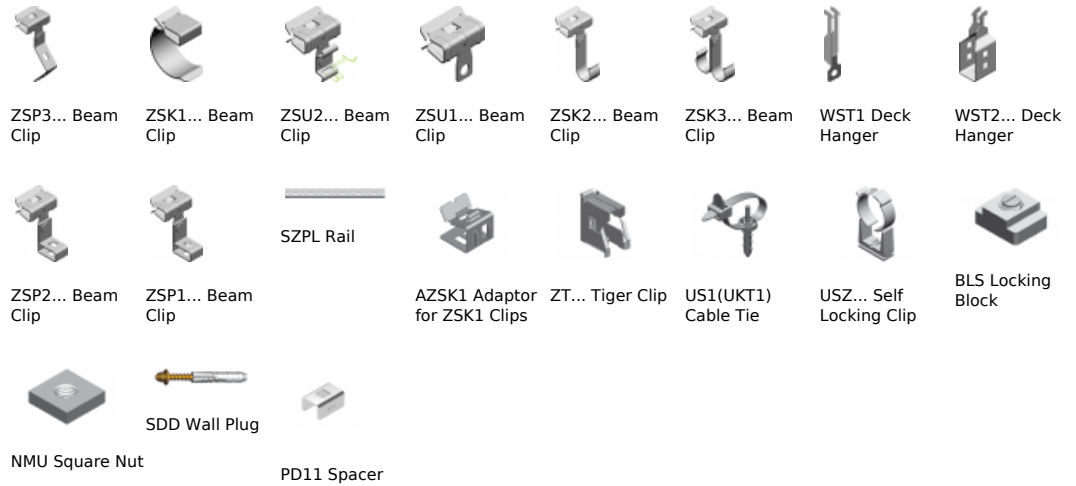 ZSP3... Beam
Clip
ZSK1... Beam
Clip
ZSU2... Beam
Clip
ZSU1... Beam
Clip
ZSK2... Beam
Clip
ZSK3... Beam
Clip
WST1 Deck
Hanger
WST2... Deck
Hanger
ZSP2... Beam
Clip
ZSP1... Beam
Clip
SZPL Rail
AZSK1 Adaptor
for ZSK1 Clips
ZT... Tiger Clip
US1(UKT1)
Cable Tie
USZ... Self
Locking Clip
BLS Locking
Block
NMU Square Nut
SDD Wall Plug
PD11 Spacer